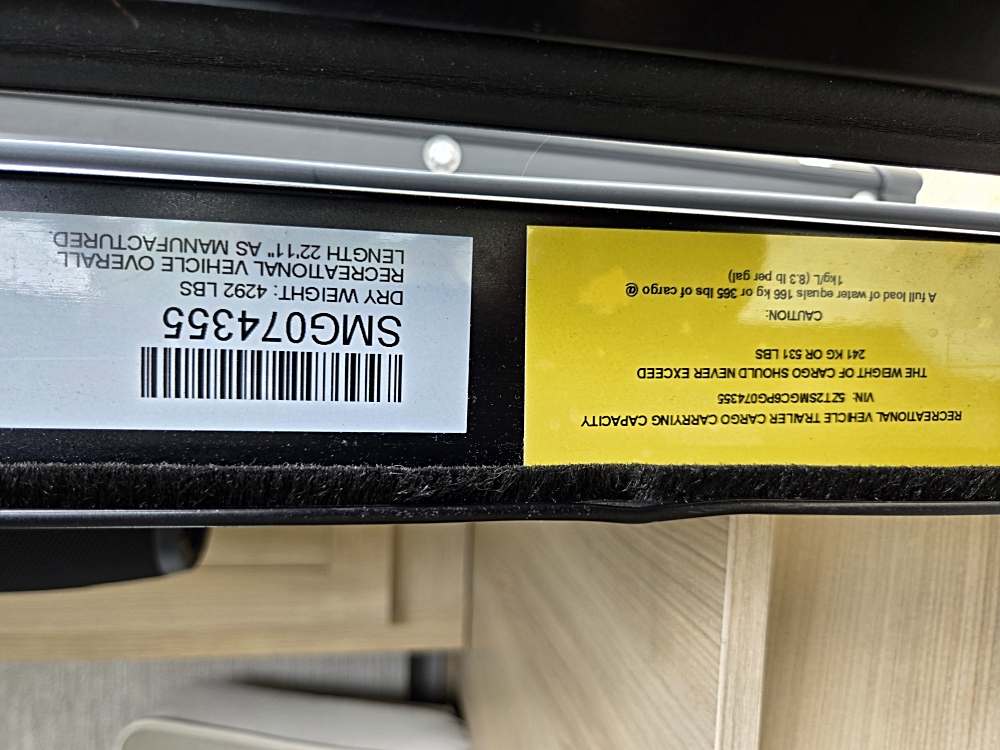 RECREATIONAL VEHICLE TRAILER CARGO CARRYING CAPACITY
VIN: 5ZT2SMGC6PG074355
THE WEIGHT OF CARGO SHOULD NEVER EXCEED
241 KG OR 531 LBS
CAUTION:
A full load of water equals 166 kg or 365 lbs of cargo @
1kg/L (8.3 lb per gal)
SMG074355
DRY WEIGHT: 4292 LBS
RECREATIONAL VEHICLE OVERALL
LENGTH 22'11" AS MANUFACTURED.